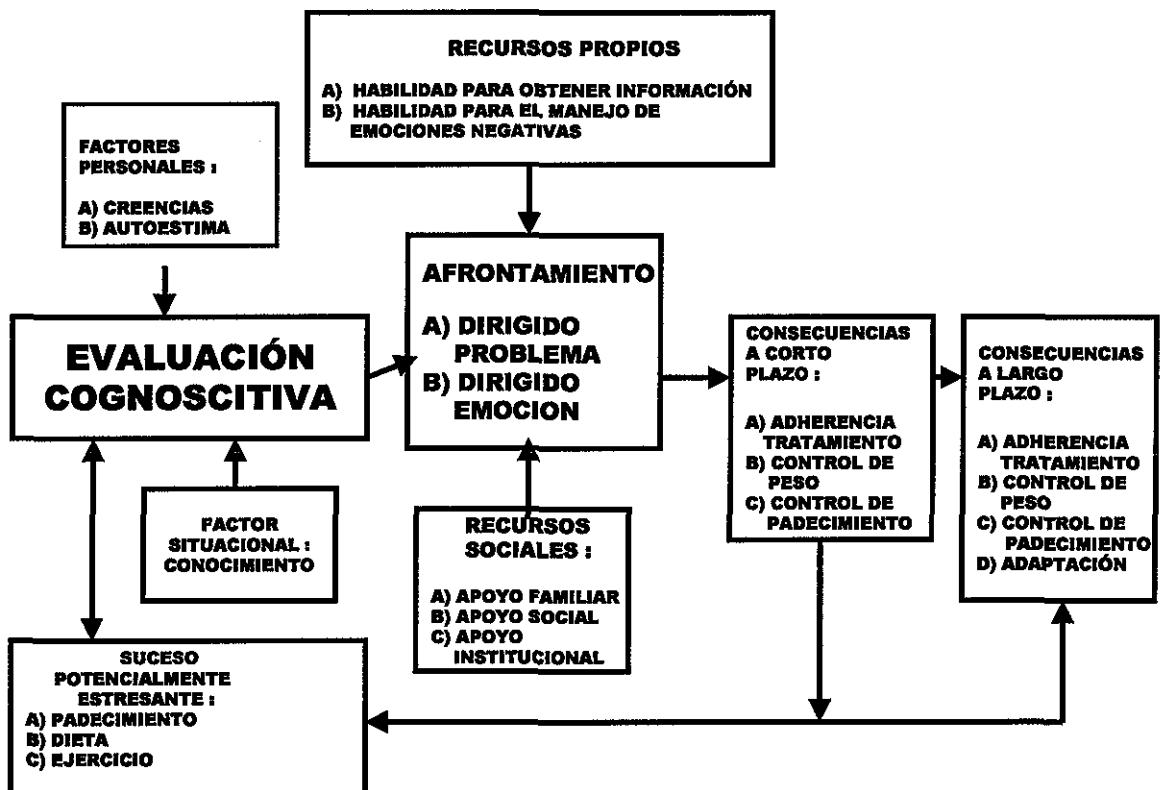 RECURSOS PROPIOS
A) HABILIDAD PARA OBTENER INFORMACIÓN
B) HABILIDAD PARA EL MANEJO DE
EMOCIONES NEGATIVAS
FACTORES
PERSONALES :
A) CREENCIAS
B) AUTOESTIMA
AFRONTAMIENTO
A) DIRIGIDO
PROBLEMA
B) DIRIGIDO
EMOCION
EVALUACIÓN
COGNOSCITIVA
CONSECUENCIAS
A CORTO
PLAZO :
A) ADHERENCIA
TRATAMIENTO
B) CONTROL DE
PESO
C) CONTROL DE
PADECIMIENTO
CONSECUENCIAS
A LARGO
PLAZO :
A) ADHERENCIA
TRATAMIENTO
B) CONTROL DE
PESO
C) CONTROL DE
PADECIMIENTO
D) ADAPTACIÓN
FACTOR
SITUACIONAL :
CONOCIMIENTO
RECURSOS
SOCIALES :
A) APOYO FAMILIAR
B) APOYO SOCIAL
C) APOYO
INSTITUCIONAL
SUCESO
POTENCIALMENTE
ESTRESANTE :
A) PADECIMIENTO
B) DIETA
C) EJERCICIO